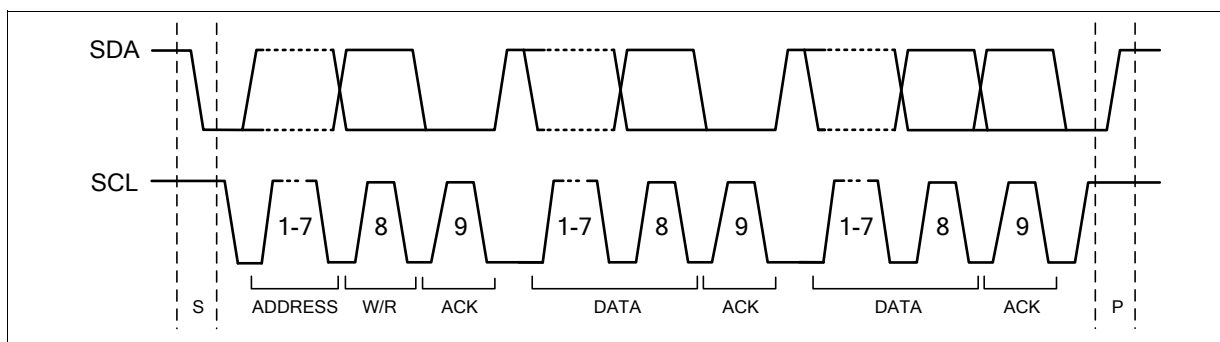 SDA
SCL
1-7 8 9 1-7 8 9 1-7 8 9
S ADDRESS W/R ACK DATA ACK DATA ACK P